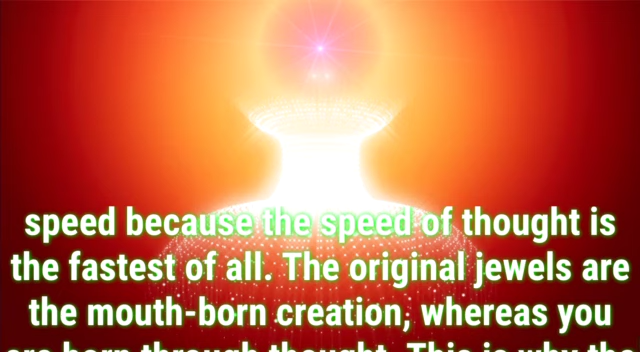 speed because the speed of thought is
the fastest of all. The original jewels are
the mouth-born creation, whereas you
are born through thought. This is why the